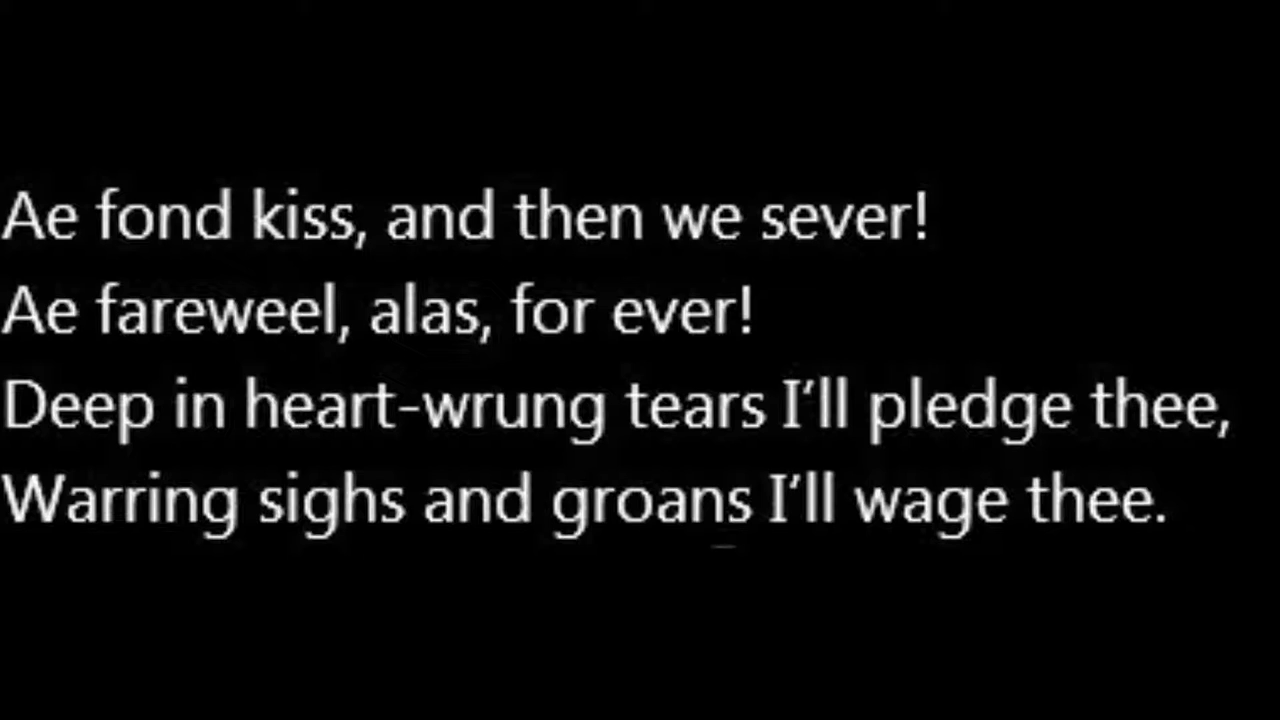 Ae fond kiss, and then we sever!
Ae fareweel, alas, for ever!
Deep in heart-wrung tears I’ll pledge thee,
Warring sighs and groans I’ll wage thee.